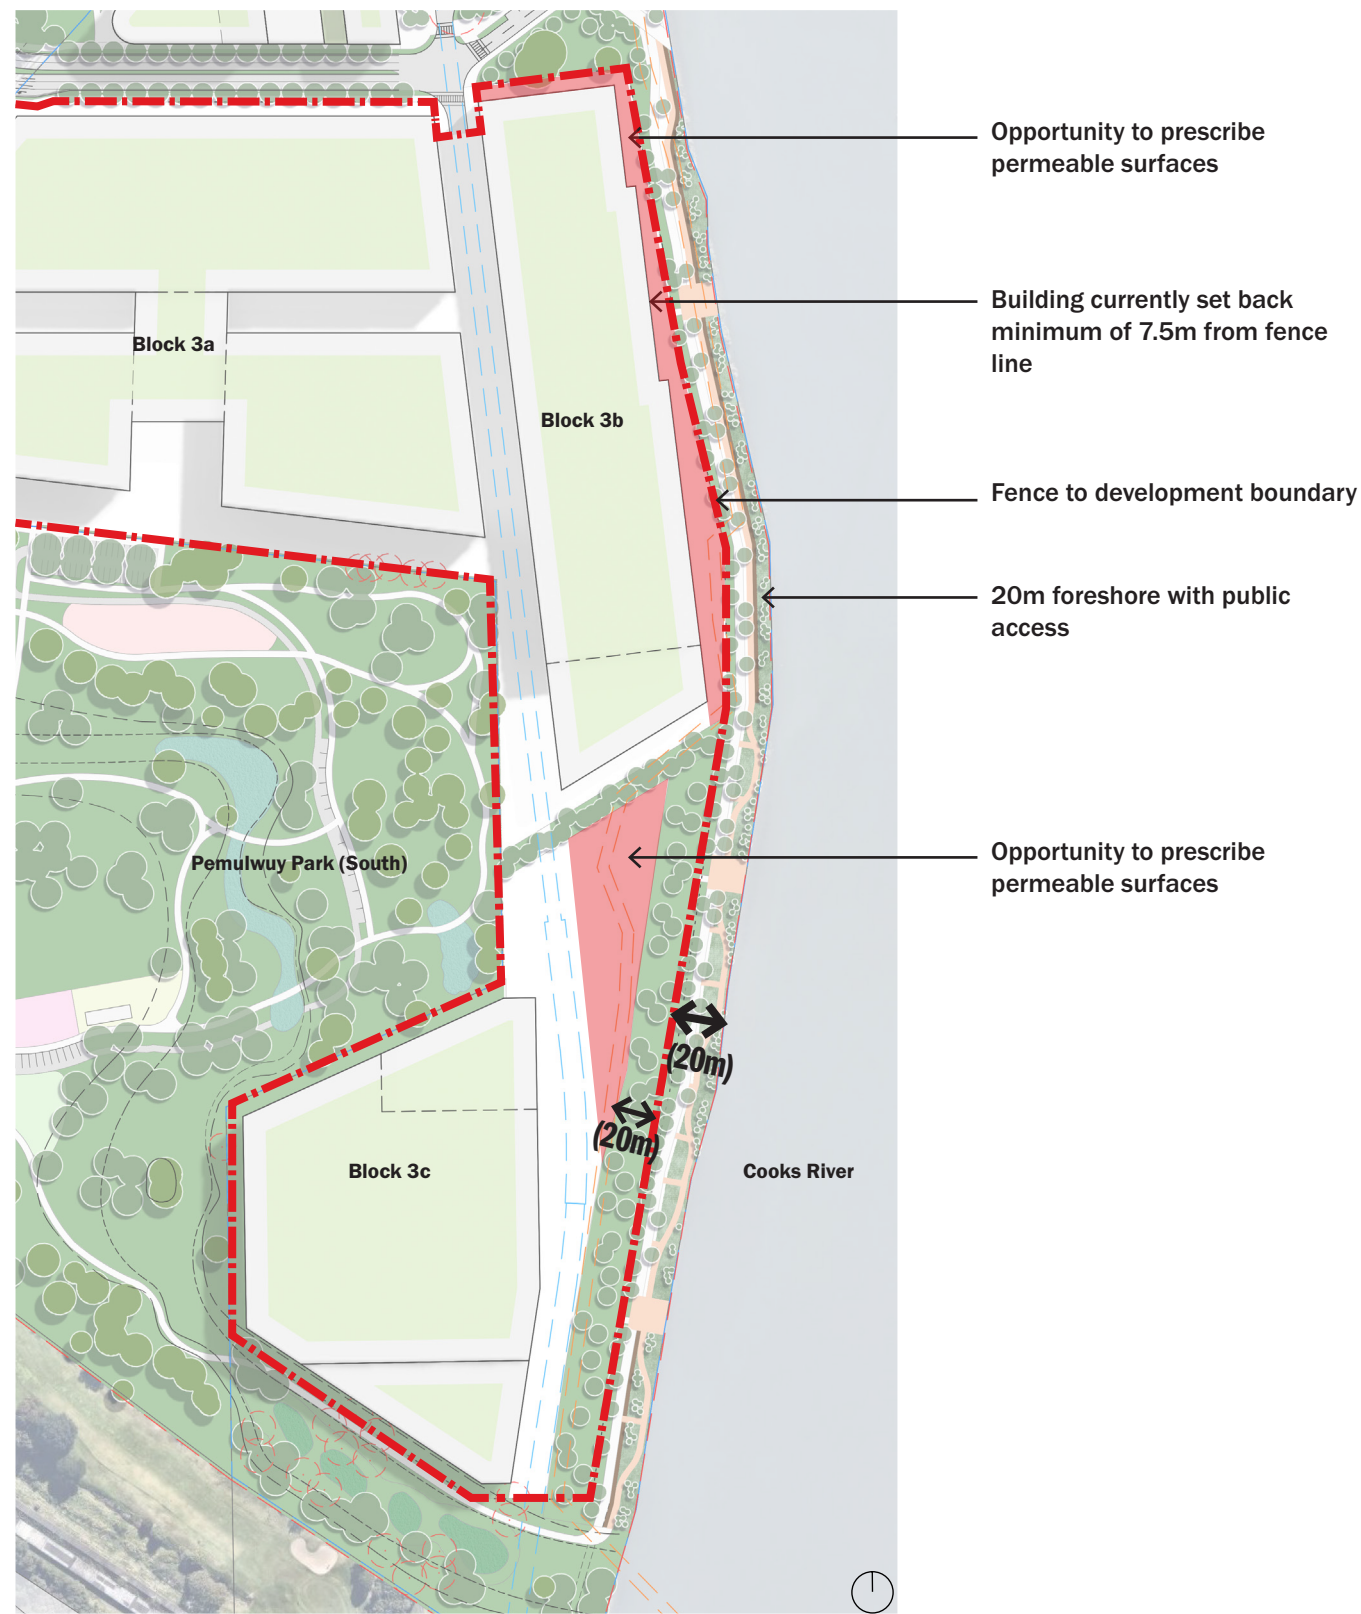 Opportunity to prescribe
permeable surfaces
Building currently set back
minimum of 7.5m from fence
line
Block 3a
Block 3b
Fence to development boundary
20m foreshore with public
access
Opportunity to prescribe
permeable surfaces
Pemulwuy Park (South)
(20m)
(20m)
Block 3c
Cooks River